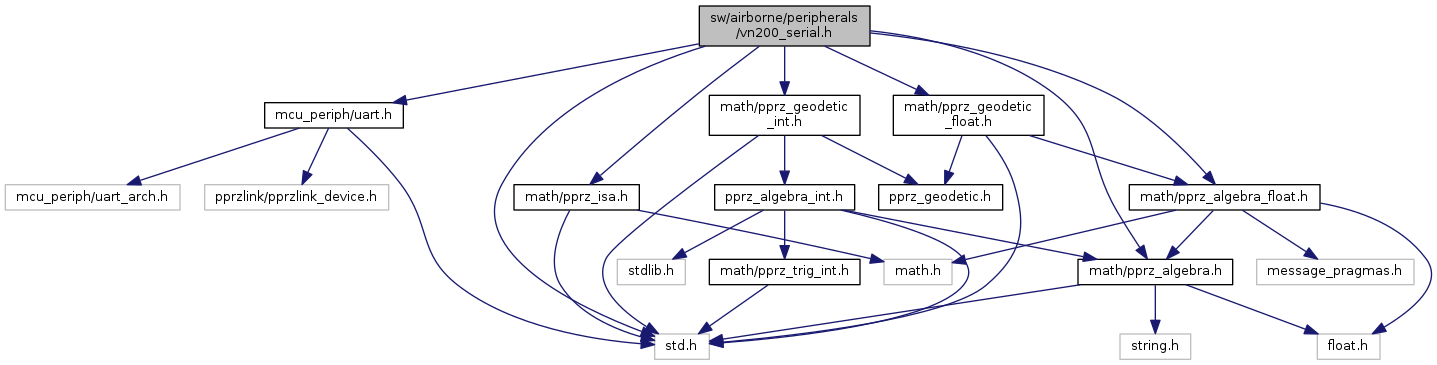 sw/airborne/peripherals
/vn200_serial.h
mcu_periph/uart.h
math/pprz_geodetic
_int.h
math/pprz_geodetic
_float.h
mcu_periph/uart_arch.h
pprzlink/pprzlink_device.h
math/pprz_isa.h
pprz_algebra_int.h
pprz_geodetic.h
math/pprz_algebra_float.h
stdlib.h
math/pprz_trig_int.h
math.h
math/pprz_algebra.h
message_pragmas.h
std.h
string.h
float.h